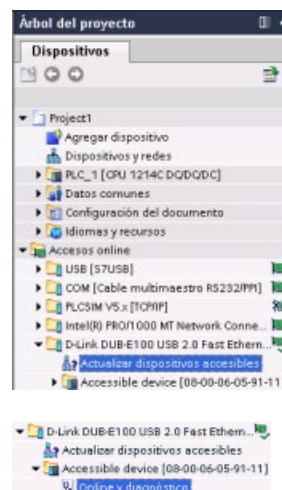 Árbol del proyecto
Dispositivos
Project1
Agregar dispositivo
Dispositivos y redes
PLC_1 [CPU 1214C DC/DC/DC]
Datos comunes
Configuración del documento
Idiomas y recursos
Accesos online
USB [S7USB]
COM [Cable multimaestro RS232/PPI]
PLCSIM V5.x [TCP/IP]
Intel(R) PRO/1000 MT Network Conne...
D-Link DUB-E100 USB 2.0 Fast Ethern...
Actualizar dispositivos accesibles
Accessible device [08-00-06-05-91-11
D-Link DUB-E100 USB 2.0 Fast Ethern...
Actualizar dispositivos accesibles
Accessible device [08-00-06-05-91-11]
Online y diagnóstico